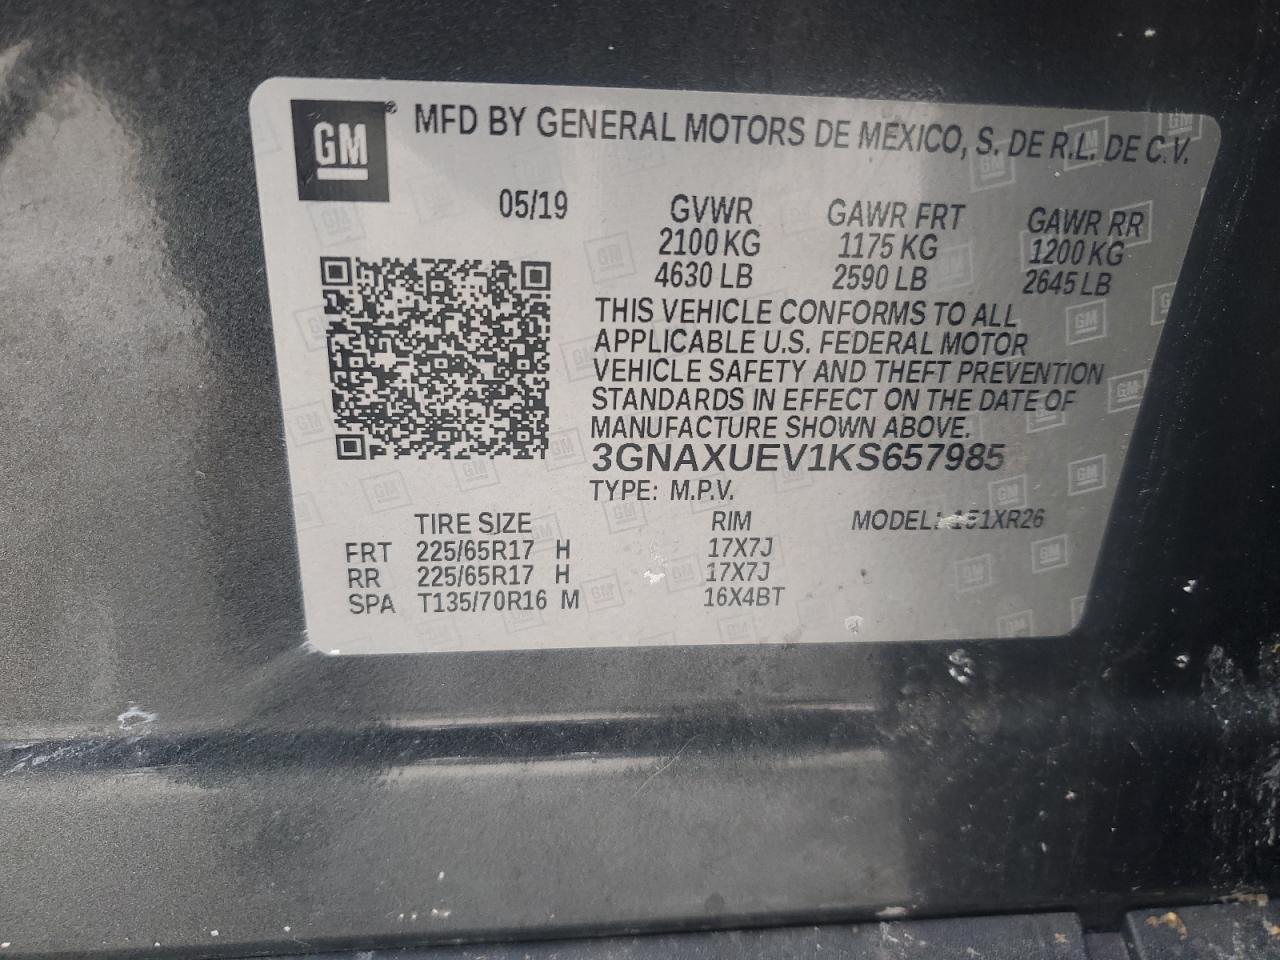 GM® MFD BY GENERAL MOTORS DE MEXICO, S. DE R.L. DE C.V.
05/19 GVWR GAWR FRT GAWR RR
2100 KG 1175 KG 1200 KG
4630 LB 2590 LB 2645 LB
THIS VEHICLE CONFORMS TO ALL
APPLICABLE U.S. FEDERAL MOTOR
VEHICLE SAFETY AND THEFT PREVENTION
STANDARDS IN EFFECT ON THE DATE OF
MANUFACTURE SHOWN ABOVE.
3GNAXUEV1KS657985
TYPE: M.P.V.
TIRE SIZE RIM MODEL: 151XR26
FRT 225/65R17 H 17X7J
RR 225/65R17 H 17X7J
SPA T135/70R16 M 16X4BT